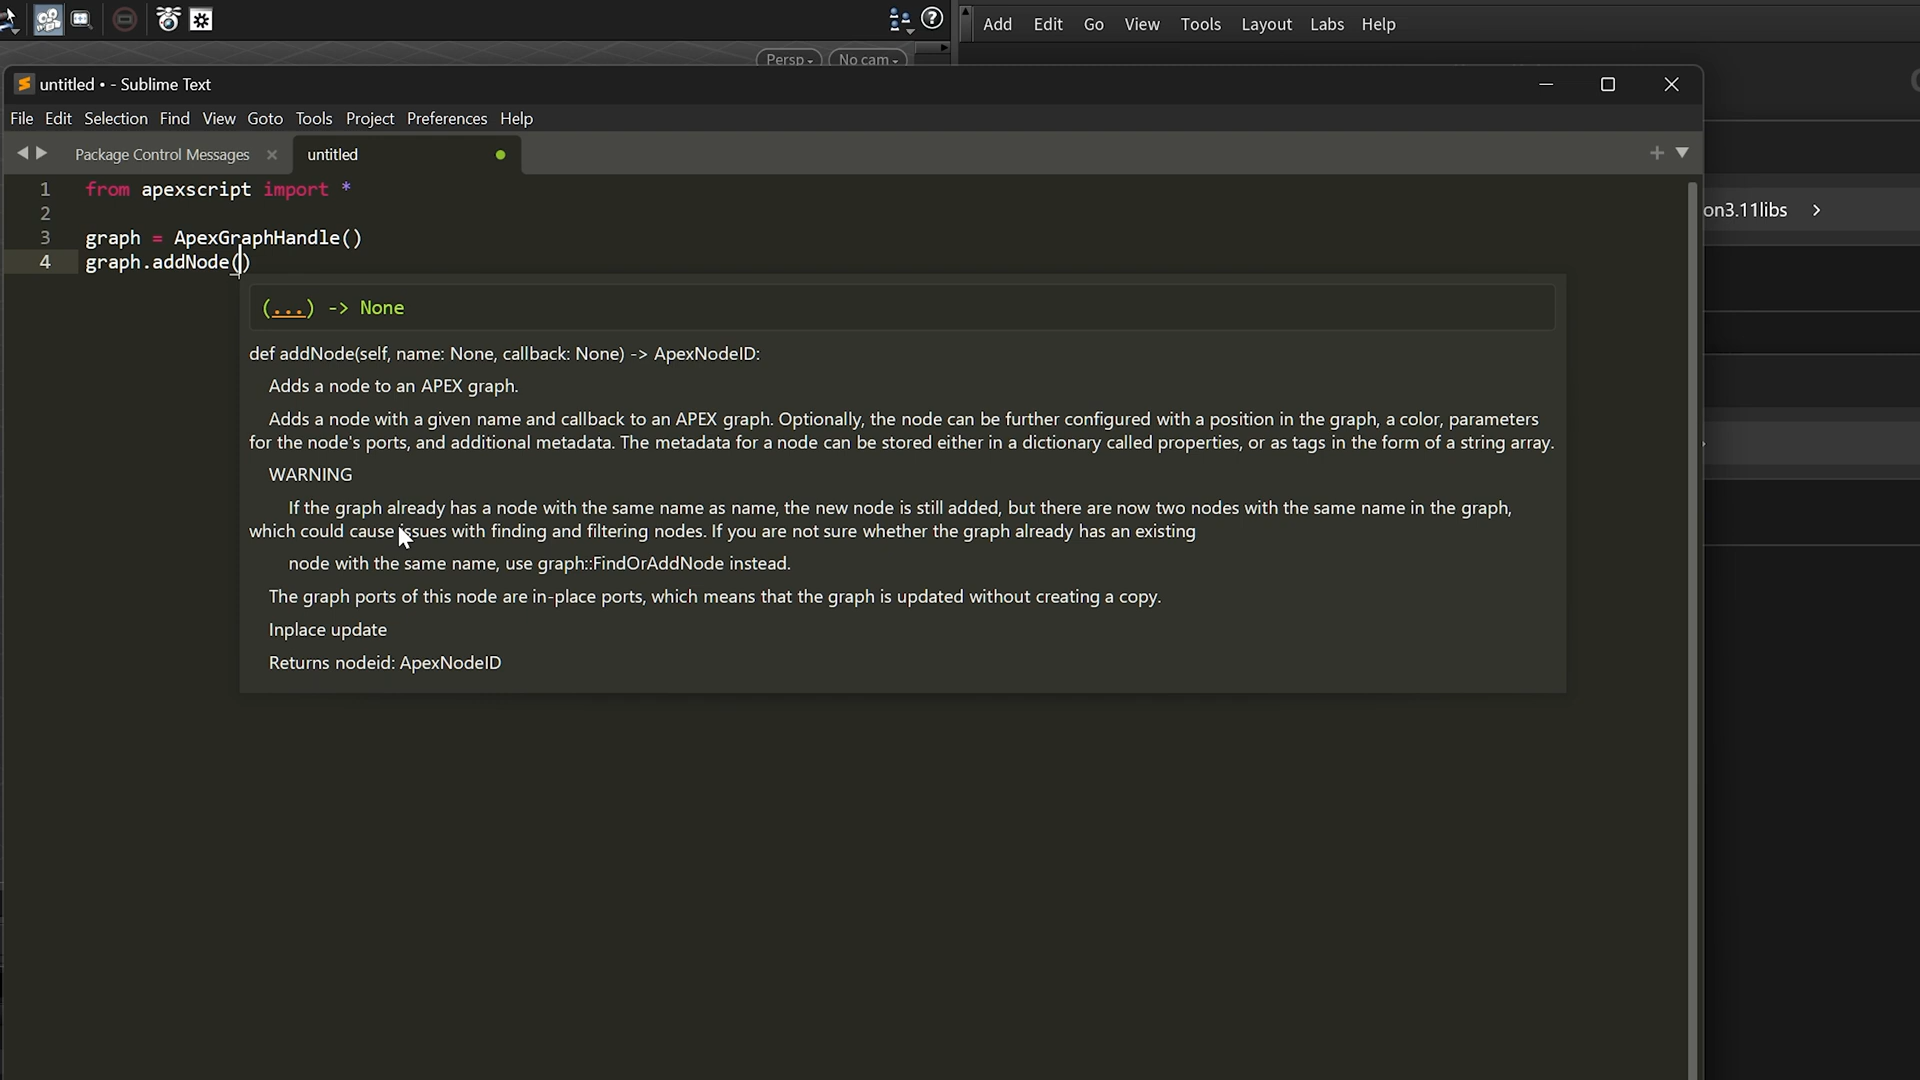 Add Edit Go View Tools Layout Labs Help
Persp No cam
untitled • - Sublime Text
File Edit Selection Find View Goto Tools Project Preferences Help
Package Control Messages untitled
1 from apexscript import *
2
3 graph = ApexGraphHandle()
4 graph.addNode()
on3.11libs
(...) -> None
def addNode(self, name: None, callback: None) -> ApexNodeID:
Adds a node to an APEX graph.
Adds a node with a given name and callback to an APEX graph. Optionally, the node can be further configured with a position in the graph, a color, parameters
for the node's ports, and additional metadata. The metadata for a node can be stored either in a dictionary called properties, or as tags in the form of a string array.
WARNING
If the graph already has a node with the same name as name, the new node is still added, but there are now two nodes with the same name in the graph,
which could cause issues with finding and filtering nodes. If you are not sure whether the graph already has an existing
node with the same name, use graph::FindOrAddNode instead.
The graph ports of this node are in-place ports, which means that the graph is updated without creating a copy.
Inplace update
Returns nodeid: ApexNodeID